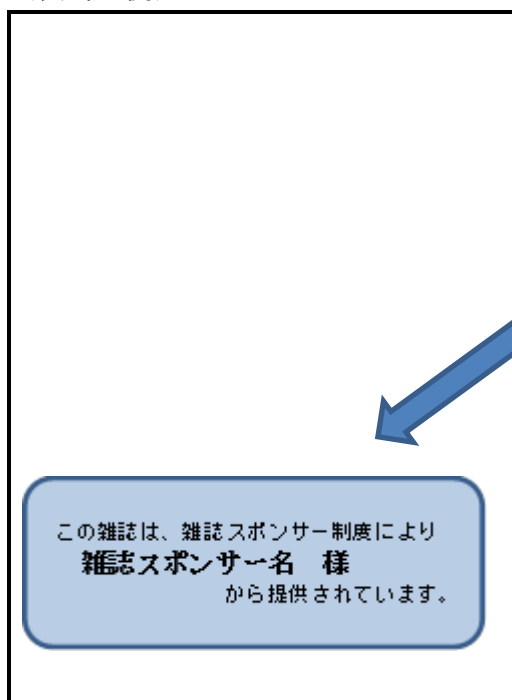 この雑誌は、雑誌スポンサー制度により
雑誌スポンサー名　様
から提供されています。